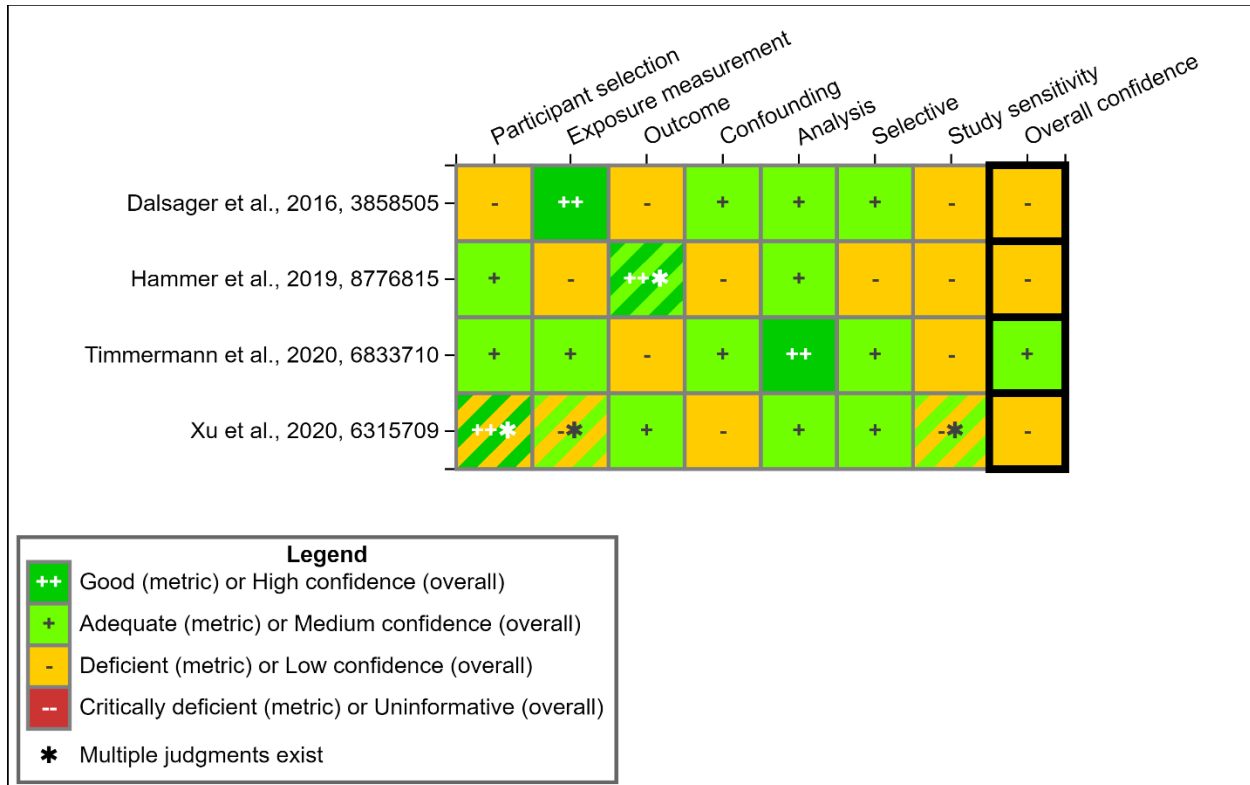 Participant selection
Exposure measurement
Outcome
Confounding
Analysis
Selective
Study sensitivity
Overall confidence
Dalsager et al., 2016, 3858505 - ++ - + + + - -
Hammer et al., 2019, 8776815 + - ++✱ - + - - -
Timmermann et al., 2020, 6833710 + + - + ++ + - +
Xu et al., 2020, 6315709 ++✱ -✱ + - + + -✱ -
Legend
++ Good (metric) or High confidence (overall)
+ Adequate (metric) or Medium confidence (overall)
- Deficient (metric) or Low confidence (overall)
-- Critically deficient (metric) or Uninformative (overall)
✱ Multiple judgments exist